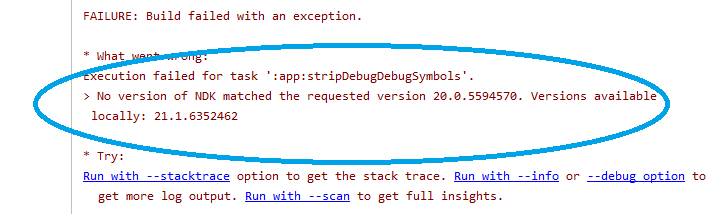 FAILURE: Build failed with an exception.
* What went wrong:
Execution failed for task ':app:stripDebugDebugSymbols'.
> No version of NDK matched the requested version 20.0.5594570. Versions available
locally: 21.1.6352462
* Try:
Run with --stacktrace option to get the stack trace. Run with --info or --debug option to
get more log output. Run with --scan to get full insights.